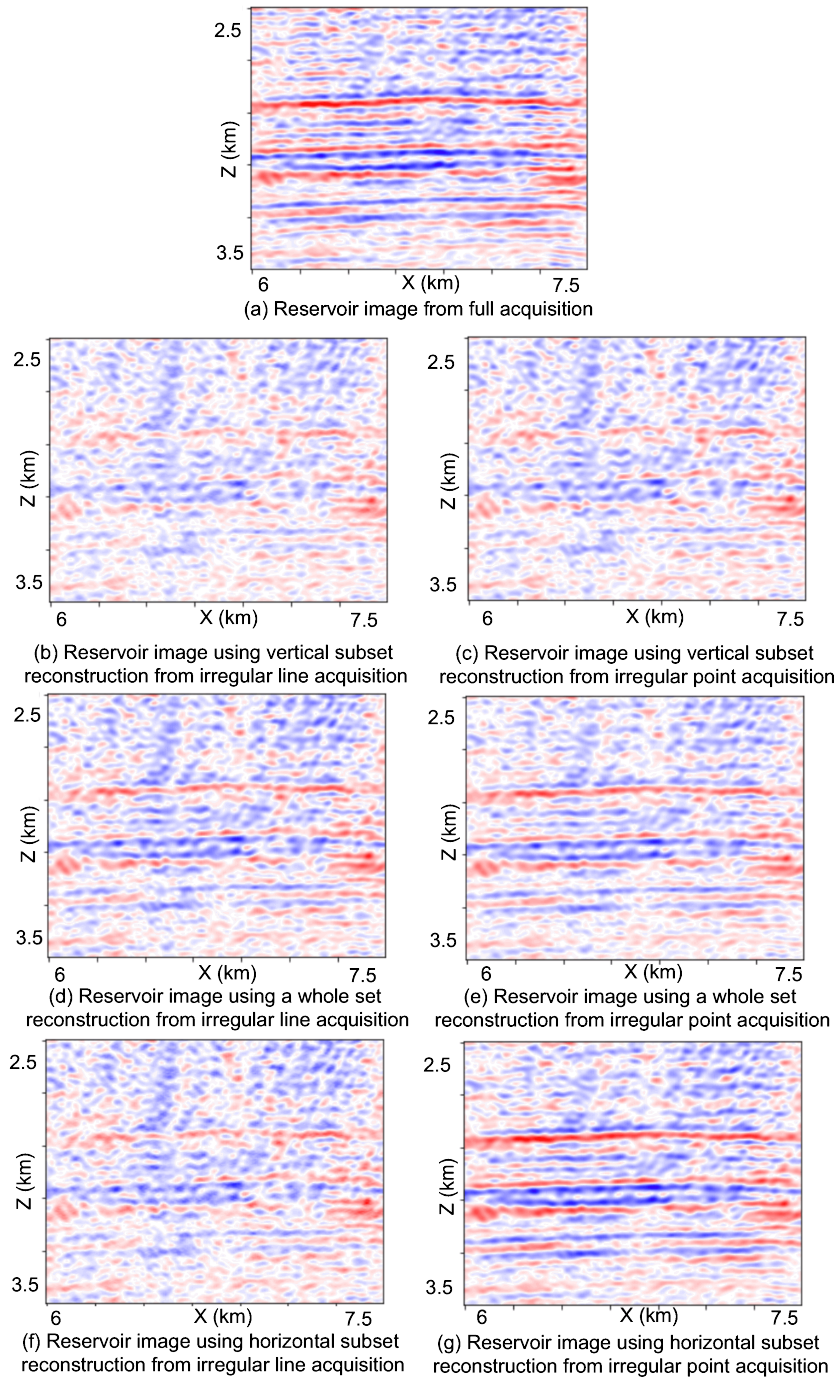 2.5
Z (km)
3.5
6 X (km) 7.5
(a) Reservoir image from full acquisition
2.5
Z (km)
3.5
6 X (km) 7.5
(b) Reservoir image using vertical subset
reconstruction from irregular line acquisition
2.5
Z (km)
3.5
6 X (km) 7.5
(c) Reservoir image using vertical subset
reconstruction from irregular point acquisition
2.5
Z (km)
3.5
6 X (km) 7.5
(d) Reservoir image using a whole set
reconstruction from irregular line acquisition
2.5
Z (km)
3.5
6 X (km) 7.5
(e) Reservoir image using a whole set
reconstruction from irregular point acquisition
2.5
Z (km)
3.5
6 X (km) 7.5
(f) Reservoir image using horizontal subset
reconstruction from irregular line acquisition
2.5
Z (km)
3.5
6 X (km) 7.5
(g) Reservoir image using horizontal subset
reconstruction from irregular point acquisition